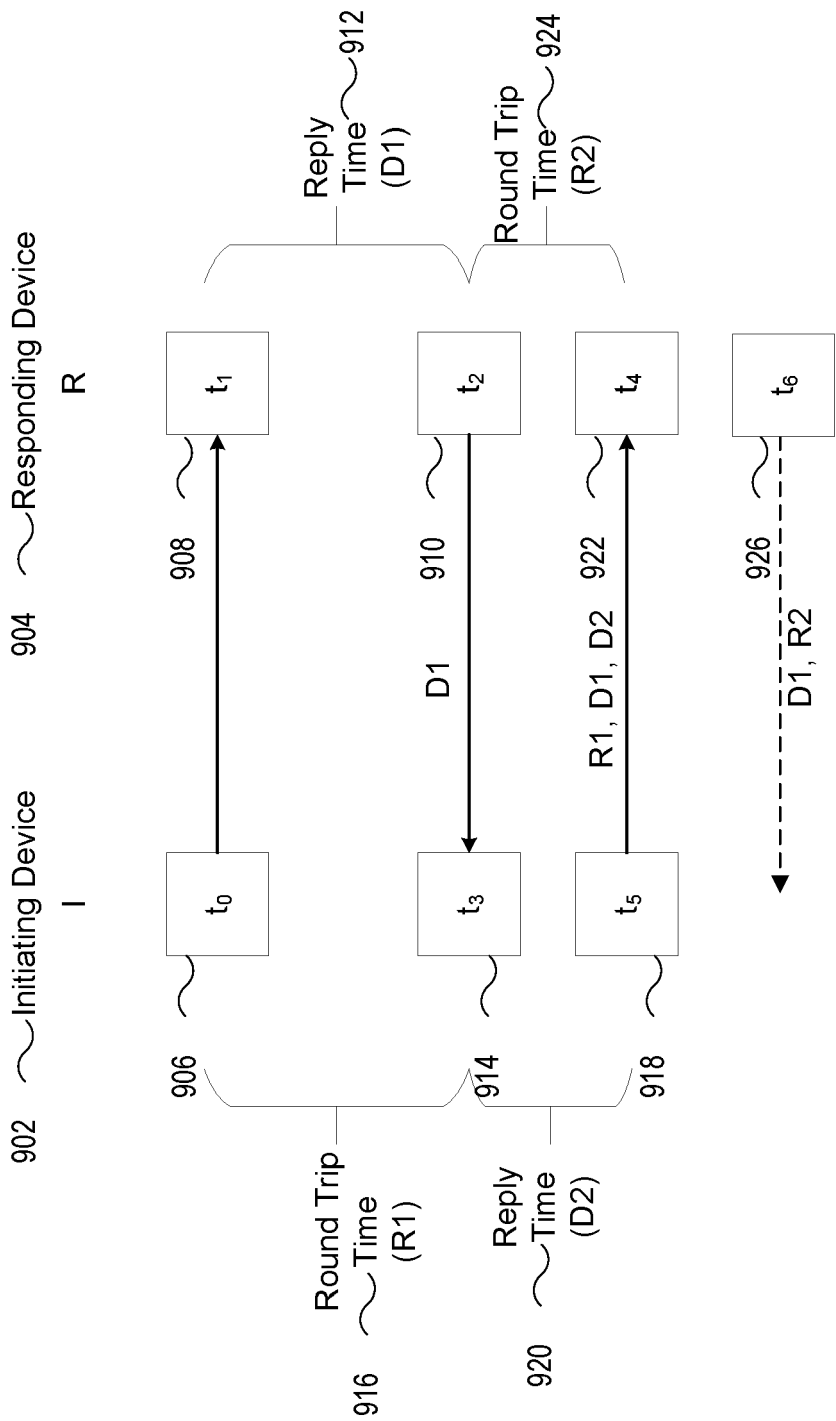 902 Initiating Device
I
904 Responding Device
R
906
t₀
908
t₁
Round Trip
Time
(R1)
916
Reply
Time
(D1)
912
914
t₃
D1
910
t₂
Reply
Time
(D2)
920
918
t₅
R1, D1, D2
922
t₄
Round Trip
Time
(R2)
924
D1, R2
926
t₆